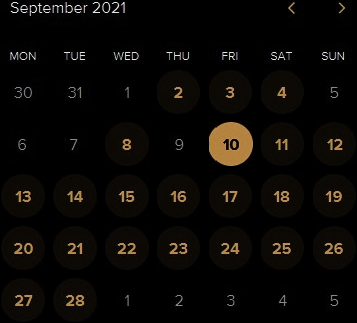 September 2021
MON TUE WED THU FRI SAT SUN
30 31 1 2 3 4 5
6 7 8 9 10 11 12
13 14 15 16 17 18 19
20 21 22 23 24 25 26
27 28 1 2 3 4 5